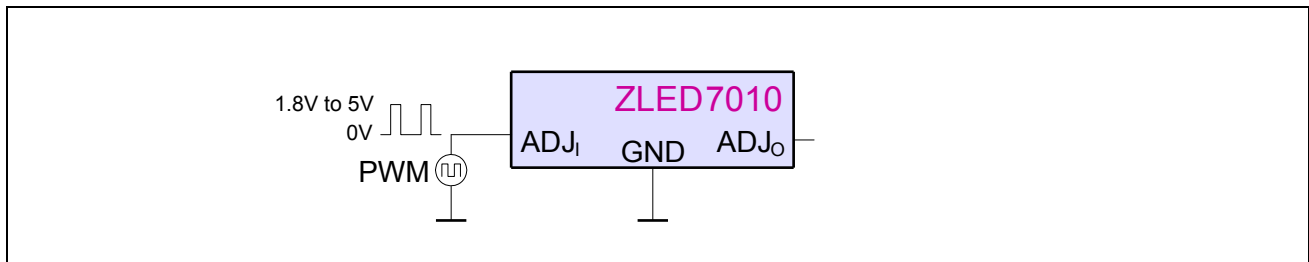 ZLED7010
1.8V to 5V
0V
ADJI
GND
ADJO
PWM